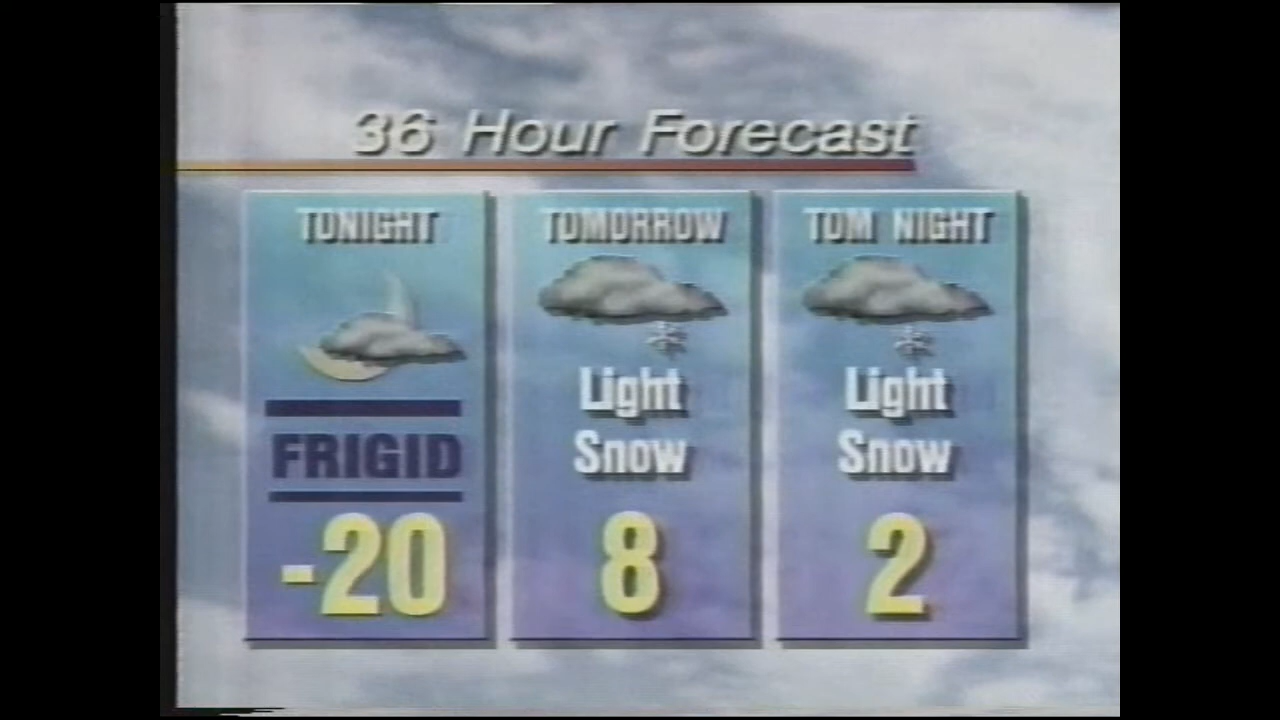 36 Hour Forecast
TONIGHT
FRIGID
-20
TOMORROW
Light
Snow
8
TOM NIGHT
Light
Snow
2